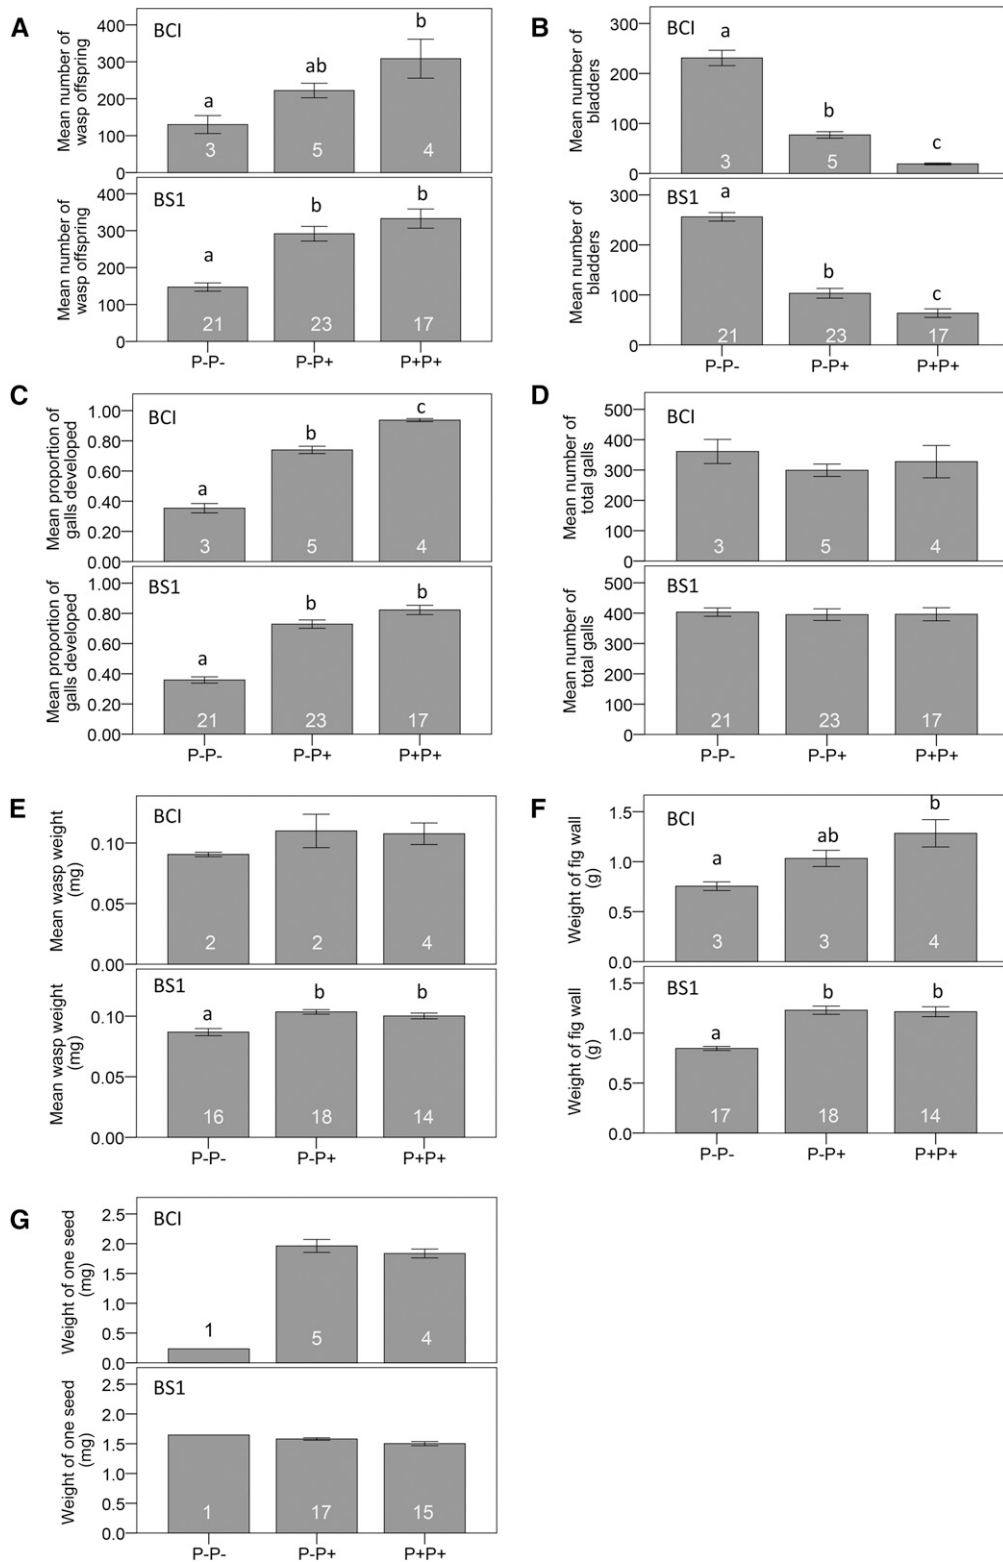 A
Mean number of
wasp offspring
400
300
200
100
0
BCI
a
ab
b
3
5
4
Mean number of
wasp offspring
400
300
200
100
0
BS1
a
b
b
21
23
17
P-P-
P-P+
P+P+
B
Mean number of
bladders
300
200
100
0
BCI
a
b
c
3
5
Mean number of
bladders
300
200
100
0
BS1
a
b
c
21
23
17
P-P-
P-P+
P+P+
C
Mean proportion of
galls developed
1.00
0.80
0.60
0.40
0.20
0.00
BCI
a
b
c
3
5
4
Mean proportion of
galls developed
1.00
0.80
0.60
0.40
0.20
0.00
BS1
a
b
b
21
23
17
P-P-
P-P+
P+P+
D
Mean number of
total galls
500
400
300
200
100
0
BCI
3
5
4
Mean number of
total galls
500
400
300
200
100
0
BS1
21
23
17
P-P-
P-P+
P+P+
E
Mean wasp weight
(mg)
0.10
0.05
0.00
BCI
2
2
4
Mean wasp weight
(mg)
0.10
0.05
0.00
BS1
a
b
b
16
18
14
P-P-
P-P+
P+P+
F
Weight of fig wall
(g)
1.5
1.0
0.5
0.0
BCI
a
ab
b
3
3
4
Weight of fig wall
(g)
1.5
1.0
0.5
0.0
BS1
a
b
b
17
18
14
P-P-
P-P+
P+P+
G
Weight of one seed
(mg)
2.5
2.0
1.5
1.0
0.5
0.0
BCI
1
5
4
Weight of one seed
(mg)
2.5
2.0
1.5
1.0
0.5
0.0
BS1
1
17
15
P-P-
P-P+
P+P+